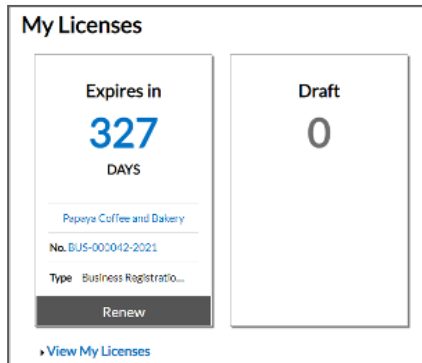 My Licenses
Expires in
327
DAYS
Papaya Coffee and Bakery
No. BUS-000042-2021
Type Business Registratio...
Renew
Draft
0
View My Licenses